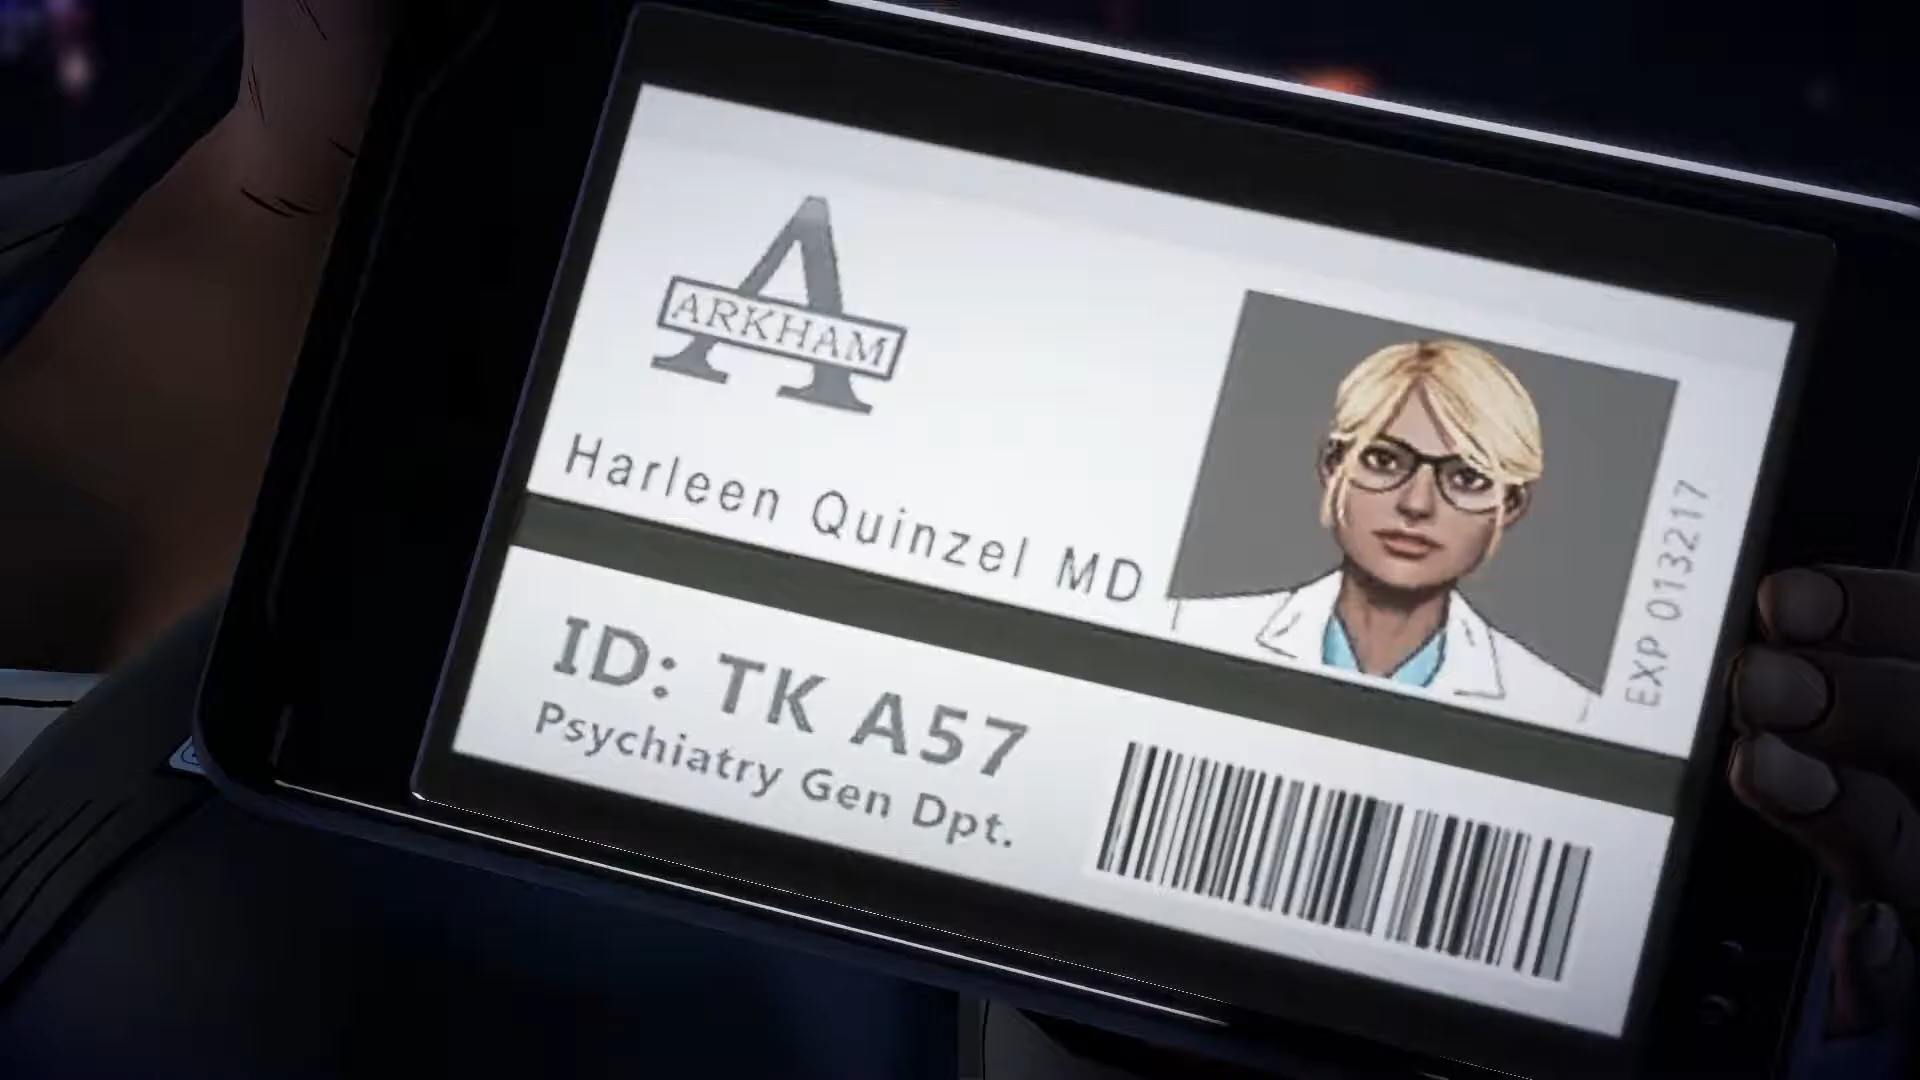 ARKHAM
Harleen Quinzel MD
EXP 013217
ID: TK A57
Psychiatry Gen Dpt.